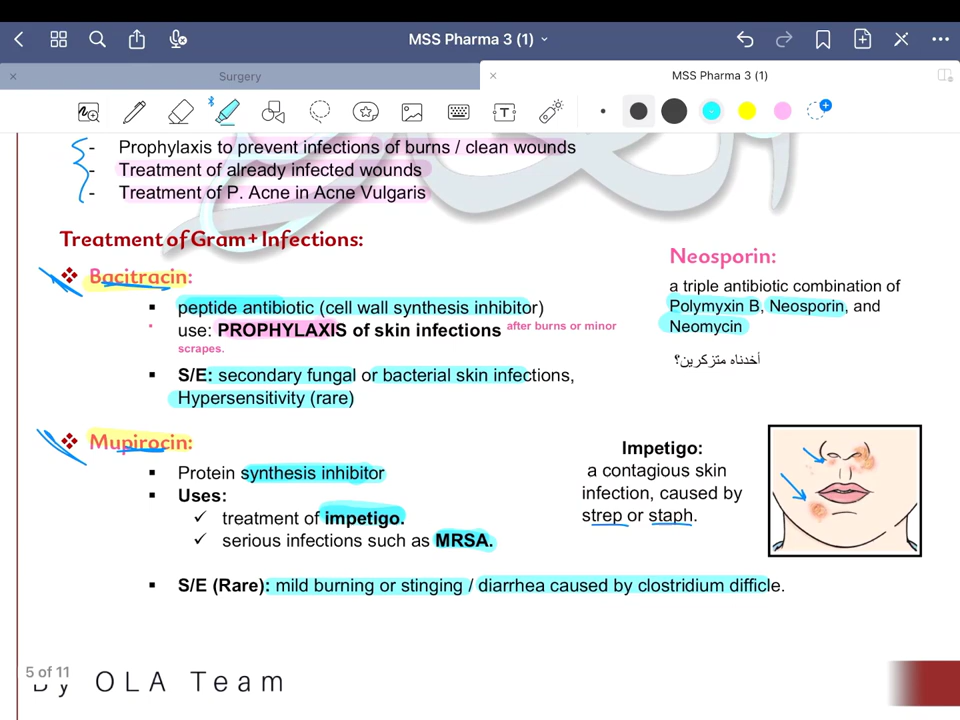 MSS Pharma 3 (1)
Surgery
MSS Pharma 3 (1)
- Prophylaxis to prevent infections of burns / clean wounds
- Treatment of already infected wounds
- Treatment of P. Acne in Acne Vulgaris
Treatment of Gram+ Infections:
❖ Bacitracin:
▪ peptide antibiotic (cell wall synthesis inhibitor)
▪ use: PROPHYLAXIS of skin infections after burns or minor
scrapes.
▪ S/E: secondary fungal or bacterial skin infections,
Hypersensitivity (rare)
Neosporin:
a triple antibiotic combination of
Polymyxin B, Neosporin, and
Neomycin
أخدناه متزكرين؟
❖ Mupirocin:
▪ Protein synthesis inhibitor
▪ Uses:
✓ treatment of impetigo.
✓ serious infections such as MRSA.
▪ S/E (Rare): mild burning or stinging / diarrhea caused by clostridium difficle.
Impetigo:
a contagious skin
infection, caused by
strep or staph.
5 of 11
By OLA Team